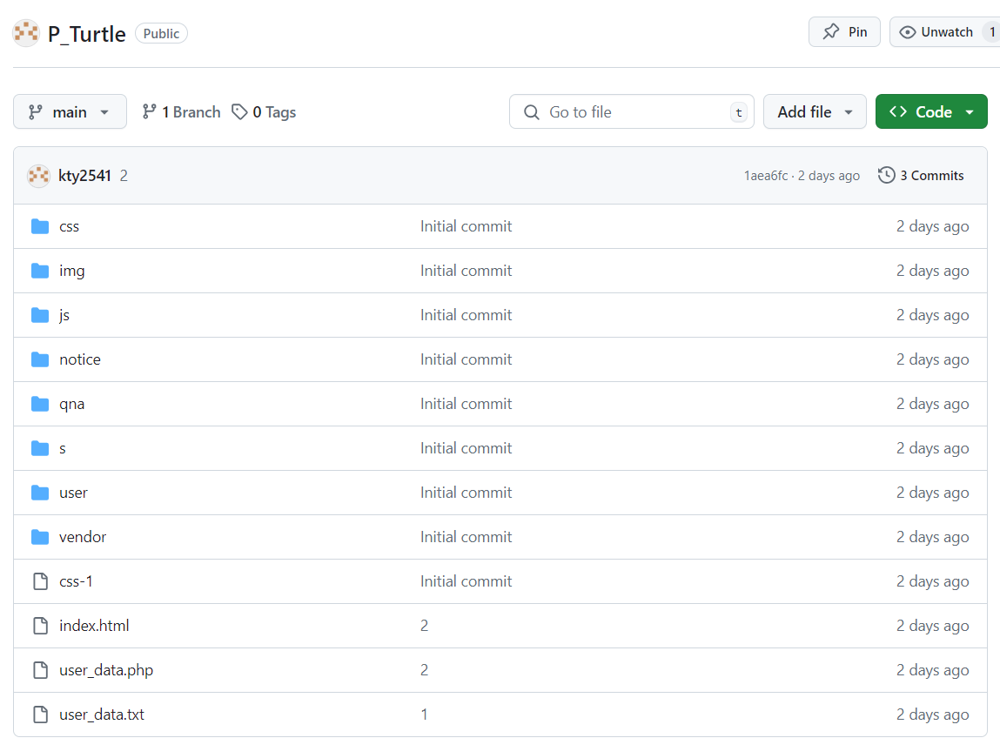 P_Turtle Public Pin Unwatch 1
main 1 Branch 0 Tags Go to file t Add file Code
kty2541 2 1aea6fc · 2 days ago 3 Commits
css Initial commit 2 days ago
img Initial commit 2 days ago
js Initial commit 2 days ago
notice Initial commit 2 days ago
qna Initial commit 2 days ago
s Initial commit 2 days ago
user Initial commit 2 days ago
vendor Initial commit 2 days ago
css-1 Initial commit 2 days ago
index.html 2 2 days ago
user_data.php 2 2 days ago
user_data.txt 1 2 days ago